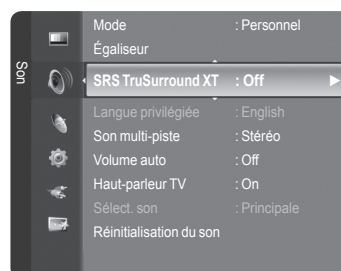 Son
Mode : Personnel
Égaliseur
SRS TruSurround XT : Off
Langue privilégiée : English
Son multi-piste : Stéréo
Volume auto : Off
Haut-parleur TV : On
Sélect. son : Principale
Réinitialisation du son